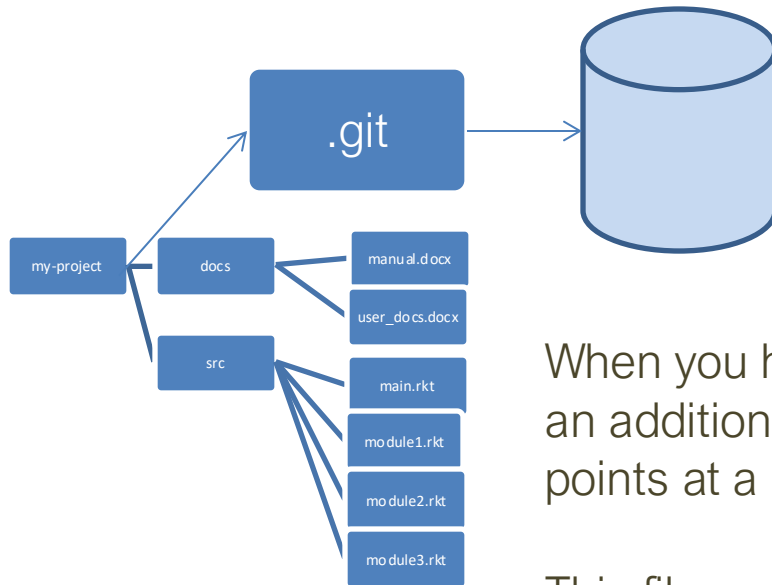 .git
my-project
docs
manual.docx
user_docs.docx
src
main.rkt
module1.rkt
module2.rkt
module3.rkt
When you
an addition
points at a